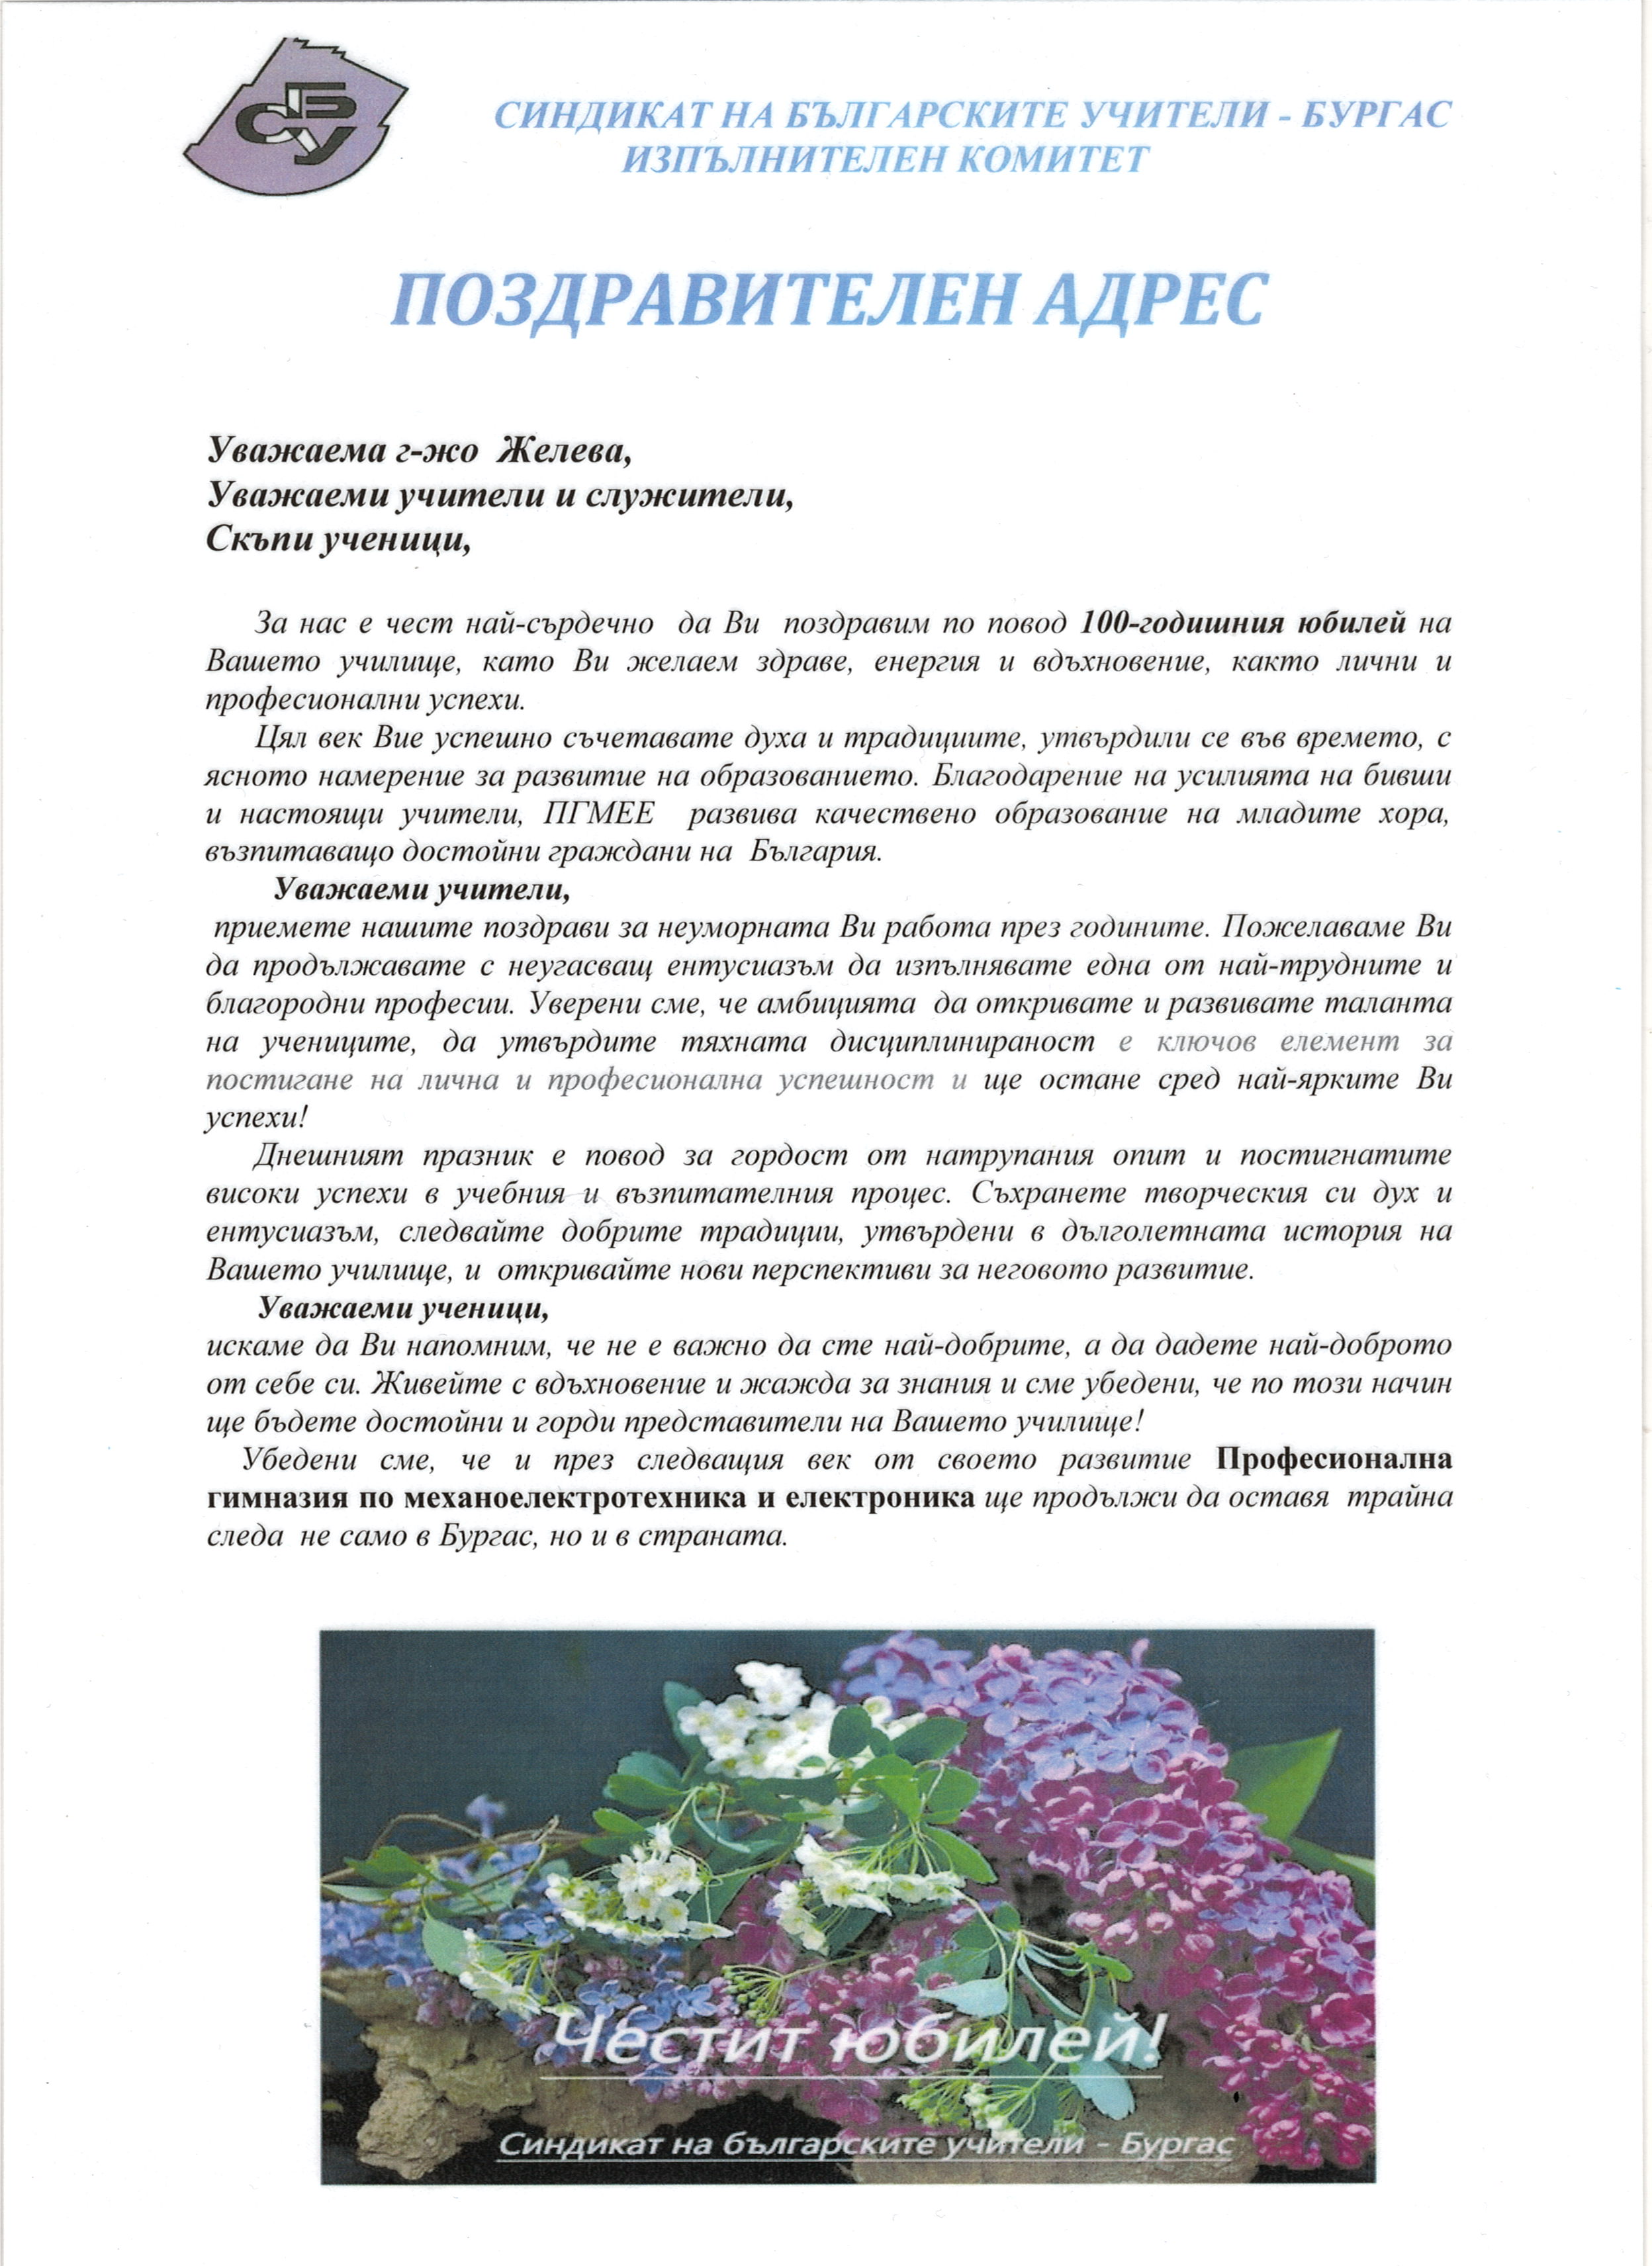 СБУ
СИНДИКАТ НА БЪЛГАРСКИТЕ УЧИТЕЛИ - БУРГАС
ИЗПЪЛНИТЕЛЕН КОМИТЕТ
ПОЗДРАВИТЕЛЕН АДРЕС
Уважаема г-жо Желева,
Уважаеми учители и служители,
Скъпи ученици,
За нас е чест най-сърдечно да Ви поздравим по повод 100-годишния юбилей на
Вашето училище, като Ви желаем здраве, енергия и вдъхновение, както лични и
професионални успехи.
Цял век Вие успешно съчетавате духа и традициите, утвърдили се във времето, с
ясното намерение за развитие на образованието. Благодарение на усилията на бивши
и настоящи учители, ПГМЕЕ развива качествено образование на младите хора,
възпитаващо достойни граждани на България.
Уважаеми учители,
приемете нашите поздрави за неуморната Ви работа през годините. Пожелаваме Ви
да продължавате с неугасващ ентусиазъм да изпълнявате една от най-трудните и
благородни професии. Уверени сме, че амбицията да откривате и развивате таланта
на учениците, да утвърдите тяхната дисциплинираност е ключов елемент за
постигане на лична и професионална успешност и ще остане сред най-ярките Ви
успехи!
Днешният празник е повод за гордост от натрупания опит и постигнатите
високи успехи в учебния и възпитателния процес. Съхранете творческия си дух и
ентусиазъм, следвайте добрите традиции, утвърдени в дълголетната история на
Вашето училище, и откривайте нови перспективи за неговото развитие.
Уважаеми ученици,
искаме да Ви напомним, че не е важно да сте най-добрите, а да дадете най-доброто
от себе си. Живейте с вдъхновение и жажда за знания и сме убедени, че по този начин
ще бъдете достойни и горди представители на Вашето училище!
Убедени сме, че и през следващия век от своето развитие Професионална
гимназия по механоелектротехника и електроника ще продължи да оставя трайна
следа не само в Бургас, но и в страната.
Честит юбилей!
Синдикат на българските учители - Бургас